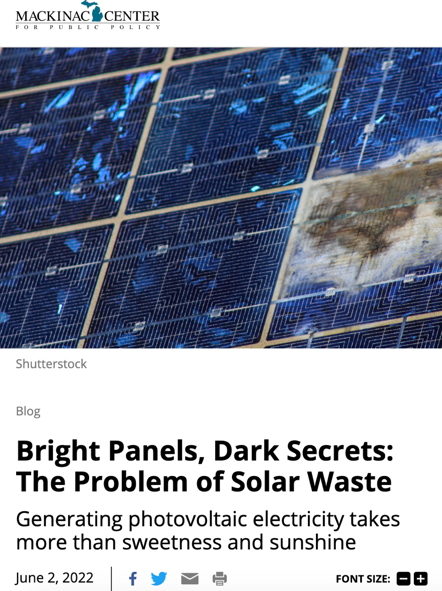 MACKINAC CENTER
FOR PUBLIC POLICY
Shutterstock
Blog
Bright Panels, Dark Secrets:
The Problem of Solar Waste
Generating photovoltaic electricity takes
more than sweetness and sunshine
June 2, 2022 FONT SIZE: